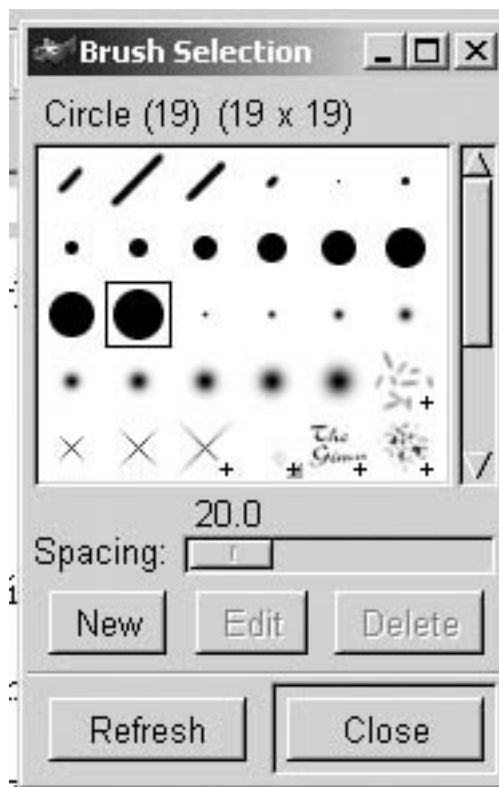 Brush Selection
Circle (19) (19 x 19)
The
Gimp
20.0
Spacing:
New
Edit
Delete
Refresh
Close